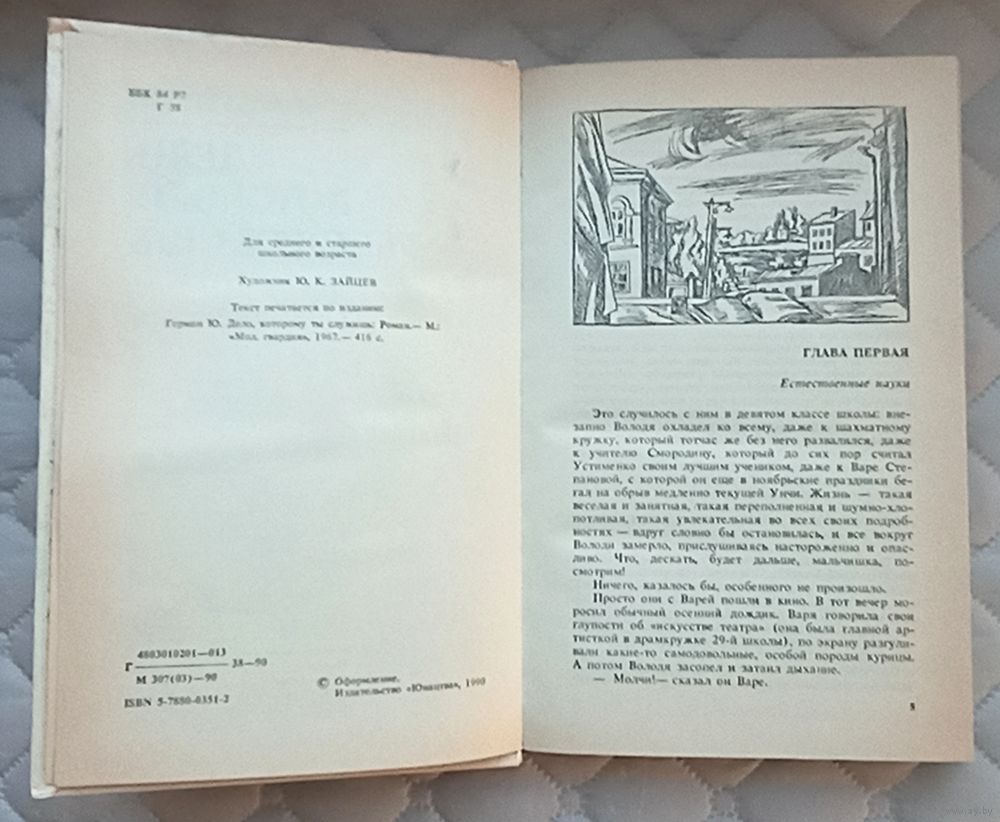 ББК 84 Р7
Г 38
Для среднего и старшего
школьного возраста
Художник Ю. К. ЗАЙЦЕВ
Текст печатается по изданию:
Герман Ю. Дело, которому ты служишь: Роман.— М.:
«Мол. гвардия», 1967.— 416 с.
4803010201—013
Г ———— 38—90
М 307(03)—90
ISBN 5-7880-0351-2
© Оформление.
Издательство «Юнацтва», 1990
ГЛАВА ПЕРВАЯ
Естественные науки
Это случилось с ним в девятом классе школы: вне-
запно Володя охладел ко всему, даже к шахматному
кружку, который тотчас же без него развалился, даже
к учителю Смородину, который до сих пор считал
Устименко своим лучшим учеником, даже к Варе Сте-
пановой, с которой он еще в ноябрьские праздники бе-
гал на обрыв медленно текущей Унчи. Жизнь — такая
веселая и занятная, такая переполненная и шумно-хло-
потливая, такая увлекательная во всех своих подроб-
ностях — вдруг словно бы остановилась, и все вокруг
Володи замерло, прислушиваясь настороженно и опас-
ливо. Что, дескать, будет дальше, мальчишка, по-
смотрим!
Ничего, казалось бы, особенного не произошло.
Просто они с Варей пошли в кино. В тот вечер мо-
росил обычный осенний дождик. Варя говорила свои
глупости об «искусстве театра» (она была главной ар-
тисткой в драмкружке 29-й школы), по экрану разгули-
вали какие-то самодовольные, особой породы курицы.
А потом Володя засопел и затаил дыхание.
— Молчи!— сказал он Варе.
5
www.ay.by